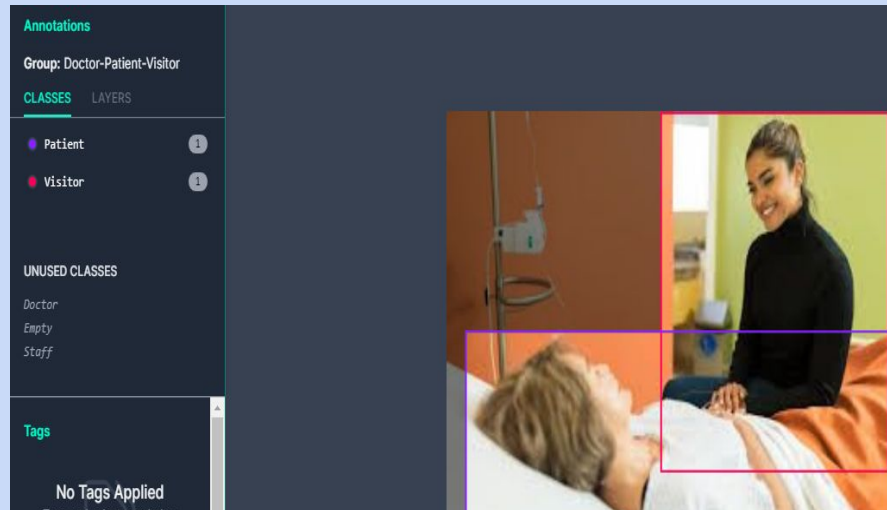 Annotations
Group: Doctor-Patient-Visitor
CLASSES LAYERS
Patient 1
Visitor 1
UNUSED CLASSES
Doctor
Empty
Staff
Tags
No Tags Applied